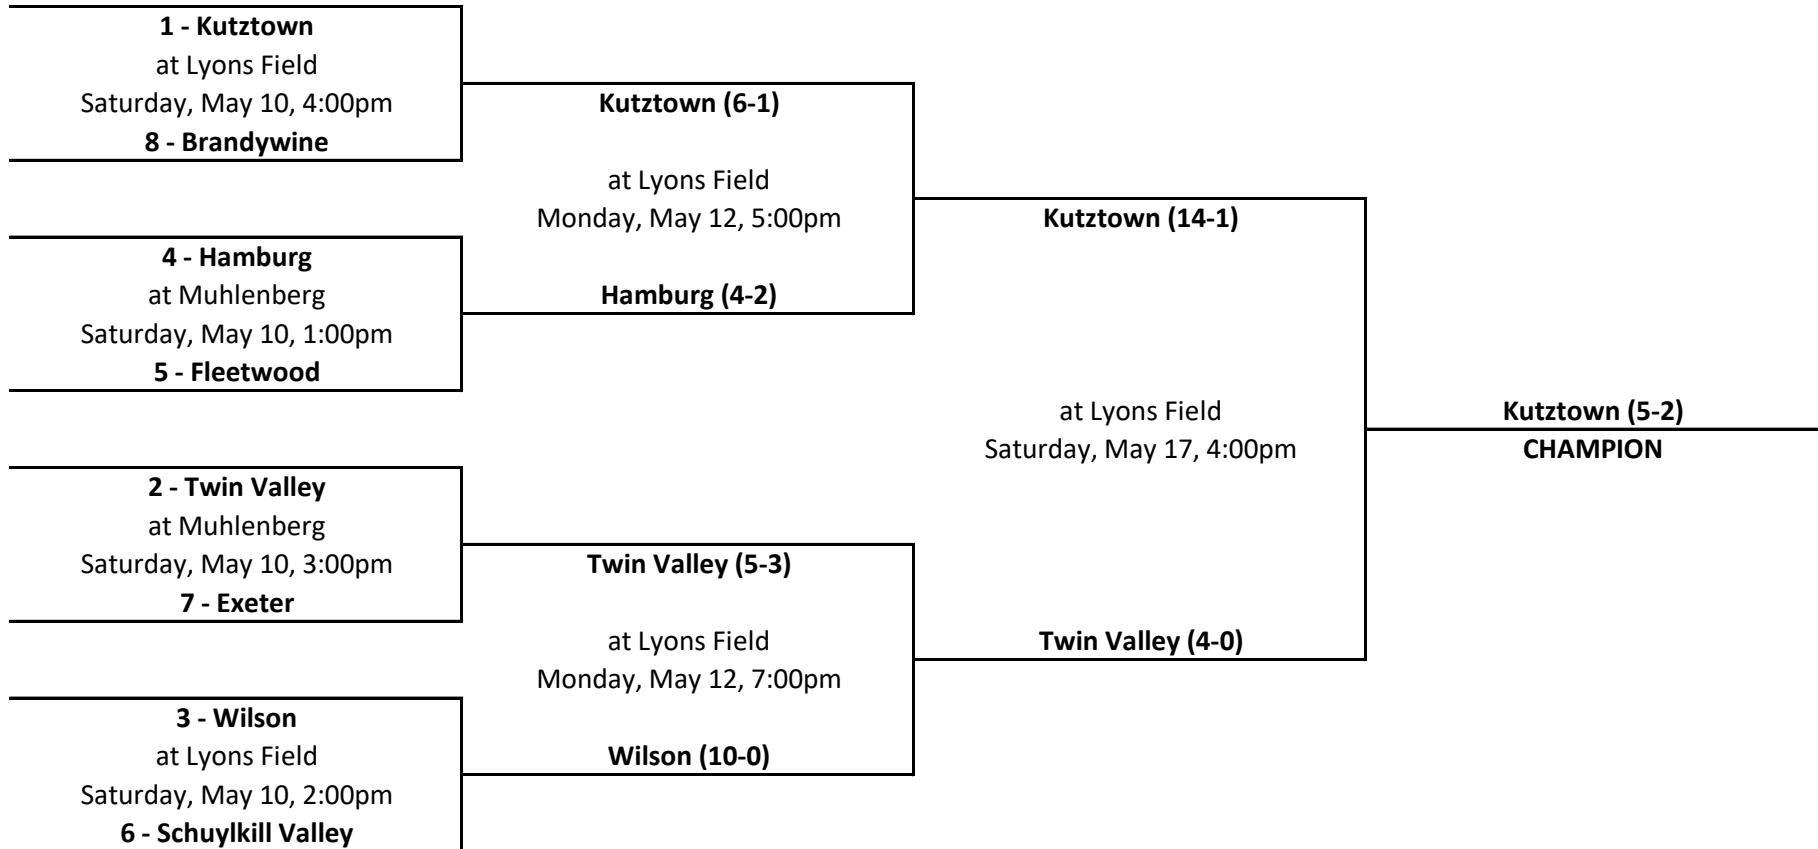 1 - Kutztown
at Lyons Field
Saturday, May 10, 4:00pm
8 - Brandywine
Kutztown (6-1)
at Lyons Field
Monday, May 12, 5:00pm
Hamburg (4-2)
4 - Hamburg
at Muhlenberg
Saturday, May 10, 1:00pm
5 - Fleetwood
Kutztown (14-1)
at Lyons Field
Saturday, May 17, 4:00pm
Twin Valley (4-0)
Kutztown (5-2)
CHAMPION
2 - Twin Valley
at Muhlenberg
Saturday, May 10, 3:00pm
7 - Exeter
Twin Valley (5-3)
at Lyons Field
Monday, May 12, 7:00pm
Wilson (10-0)
3 - Wilson
at Lyons Field
Saturday, May 10, 2:00pm
6 - Schuylkill Valley